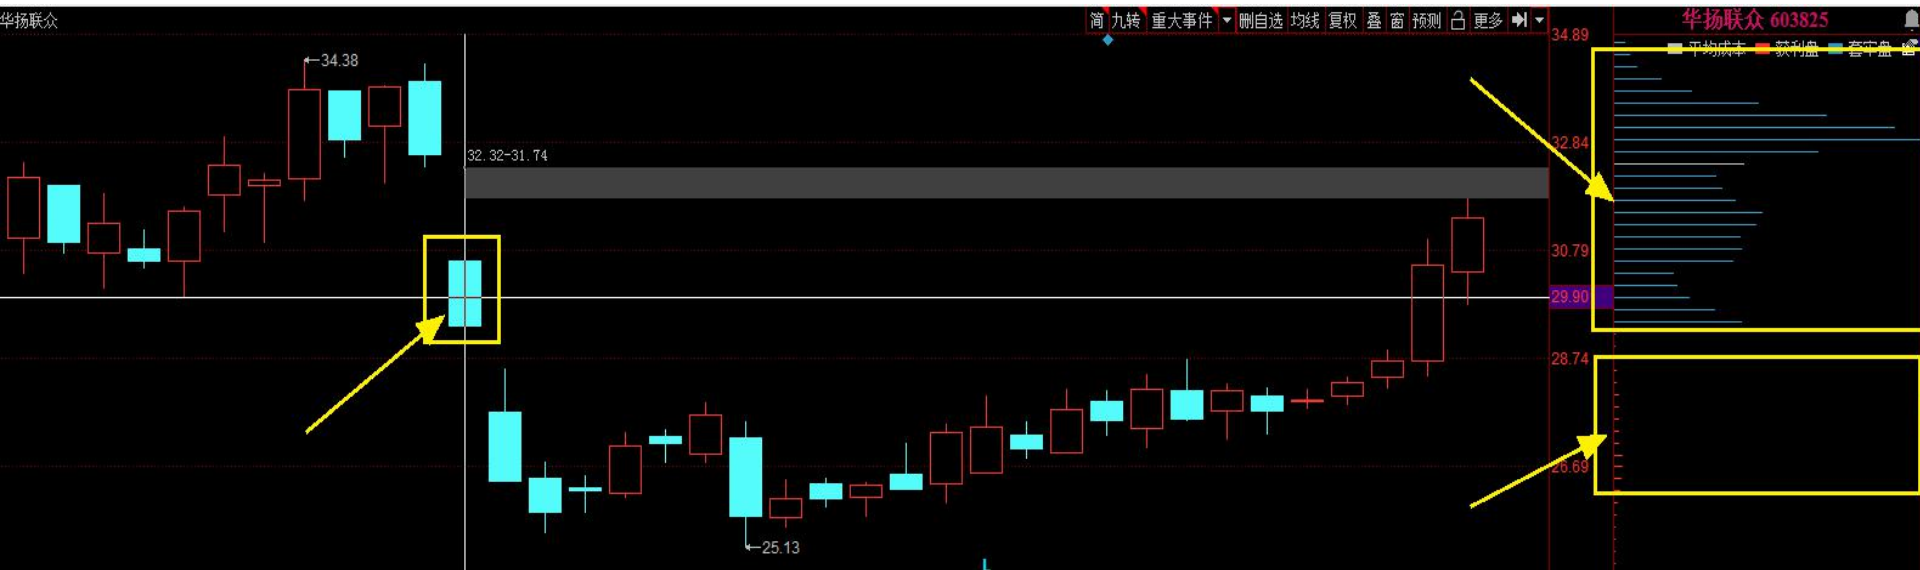 华扬联众
简 九转 重大事件 删自选 均线 复权 叠 窗 预测 更多
华扬联众 603825
34.89
平均成本 获利盘 套牢盘
←34.38
32.84
32.32-31.74
30.79
29.90
28.74
26.69
←25.13
L